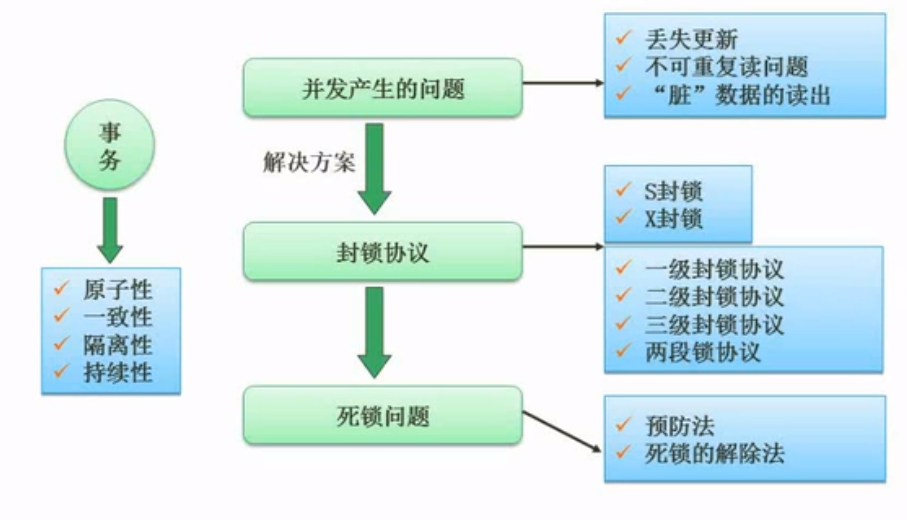 事
务
原子性
一致性
隔离性
持续性
并发产生的问题
解决方案
封锁协议
死锁问题
丢失更新
不可重复读问题
“脏”数据的读出
S封锁
X封锁
一级封锁协议
二级封锁协议
三级封锁协议
两段锁协议
预防法
死锁的解除法